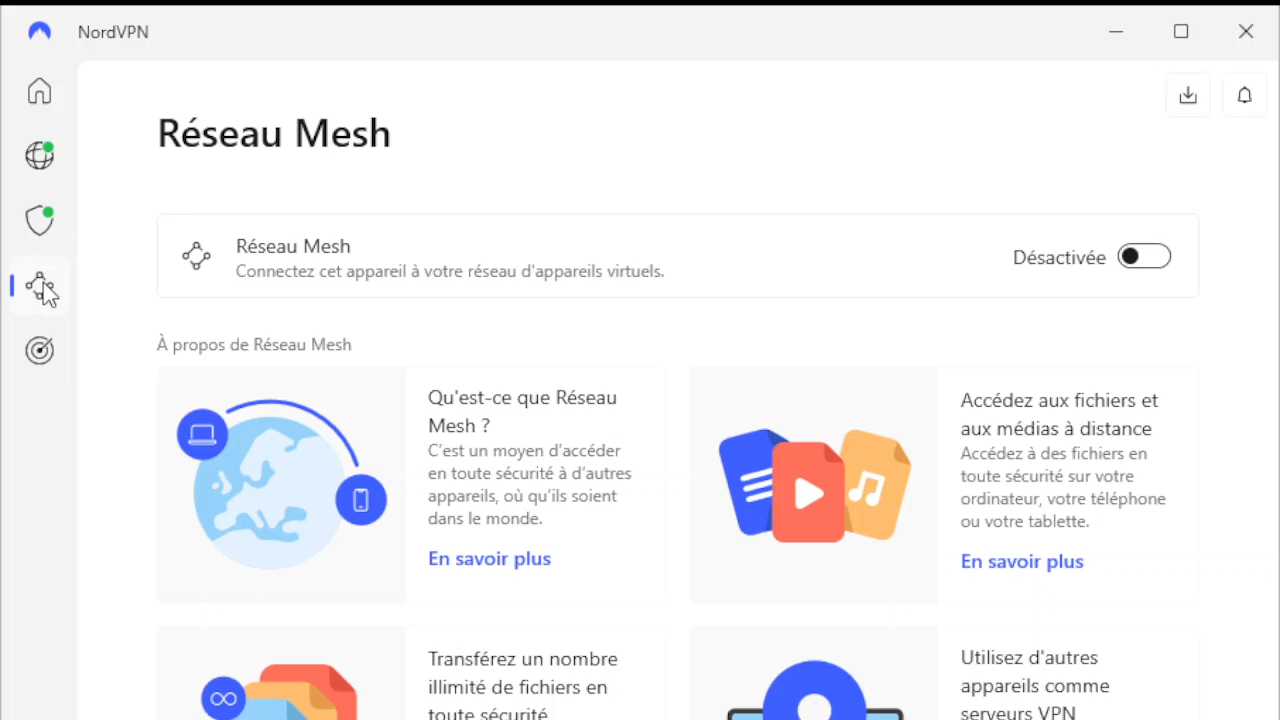 NordVPN
Réseau Mesh
Réseau Mesh
Connectez cet appareil à votre réseau d'appareils virtuels.
Désactivée
À propos de Réseau Mesh
Qu'est-ce que Réseau
Mesh ?
C’est un moyen d’accéder
en toute sécurité à d’autres
appareils, où qu’ils soient
dans le monde.
En savoir plus
Accédez aux fichiers et
aux médias à distance
Accédez à des fichiers en
toute sécurité sur votre
ordinateur, votre téléphone
ou votre tablette.
En savoir plus
Transférez un nombre
illimité de fichiers en
toute sécurité
Utilisez d'autres
appareils comme
serveurs VPN